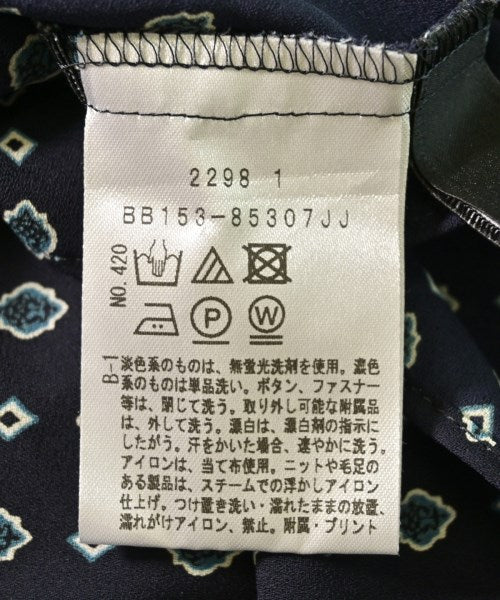 2298 1
BB153-85307JJ
NO. 420
P
W
B-1
淡色系のものは、無蛍光洗剤を使用。濃色
系のものは単品洗い。ボタン、ファスナー
等は、閉じて洗う。取り外し可能な附属品
は、外して洗う。漂白は、漂白剤の指示に
したがう。汗をかいた場合、速やかに洗う。
アイロンは、当て布使用。ニットや毛足の
ある製品は、スチームでの浮かしアイロン
仕上げ。つけ置き洗い・濡れたままの放置、
濡れがけアイロン、禁止。附属・プリント